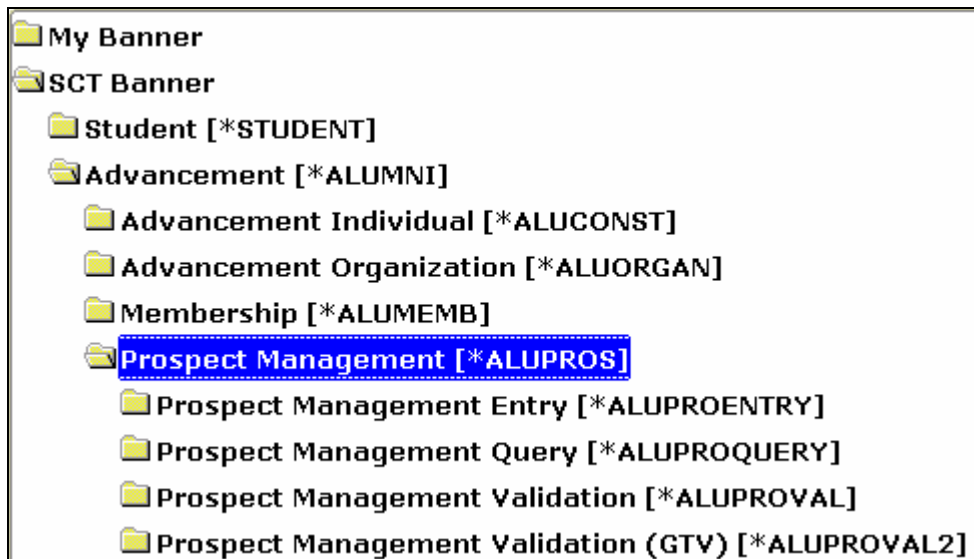 My Banner
SCT Banner
Student [*STUDENT]
Advancement [*ALUMNI]
Advancement Individual [*ALUCONST]
Advancement Organization [*ALUORGAN]
Membership [*ALUMEMB]
Prospect Management [*ALUPROS]
Prospect Management Entry [*ALUPROENTRY]
Prospect Management Query [*ALUPROQUERY]
Prospect Management Validation [*ALUPROVAL]
Prospect Management Validation (GTV) [*ALUPROVAL2]